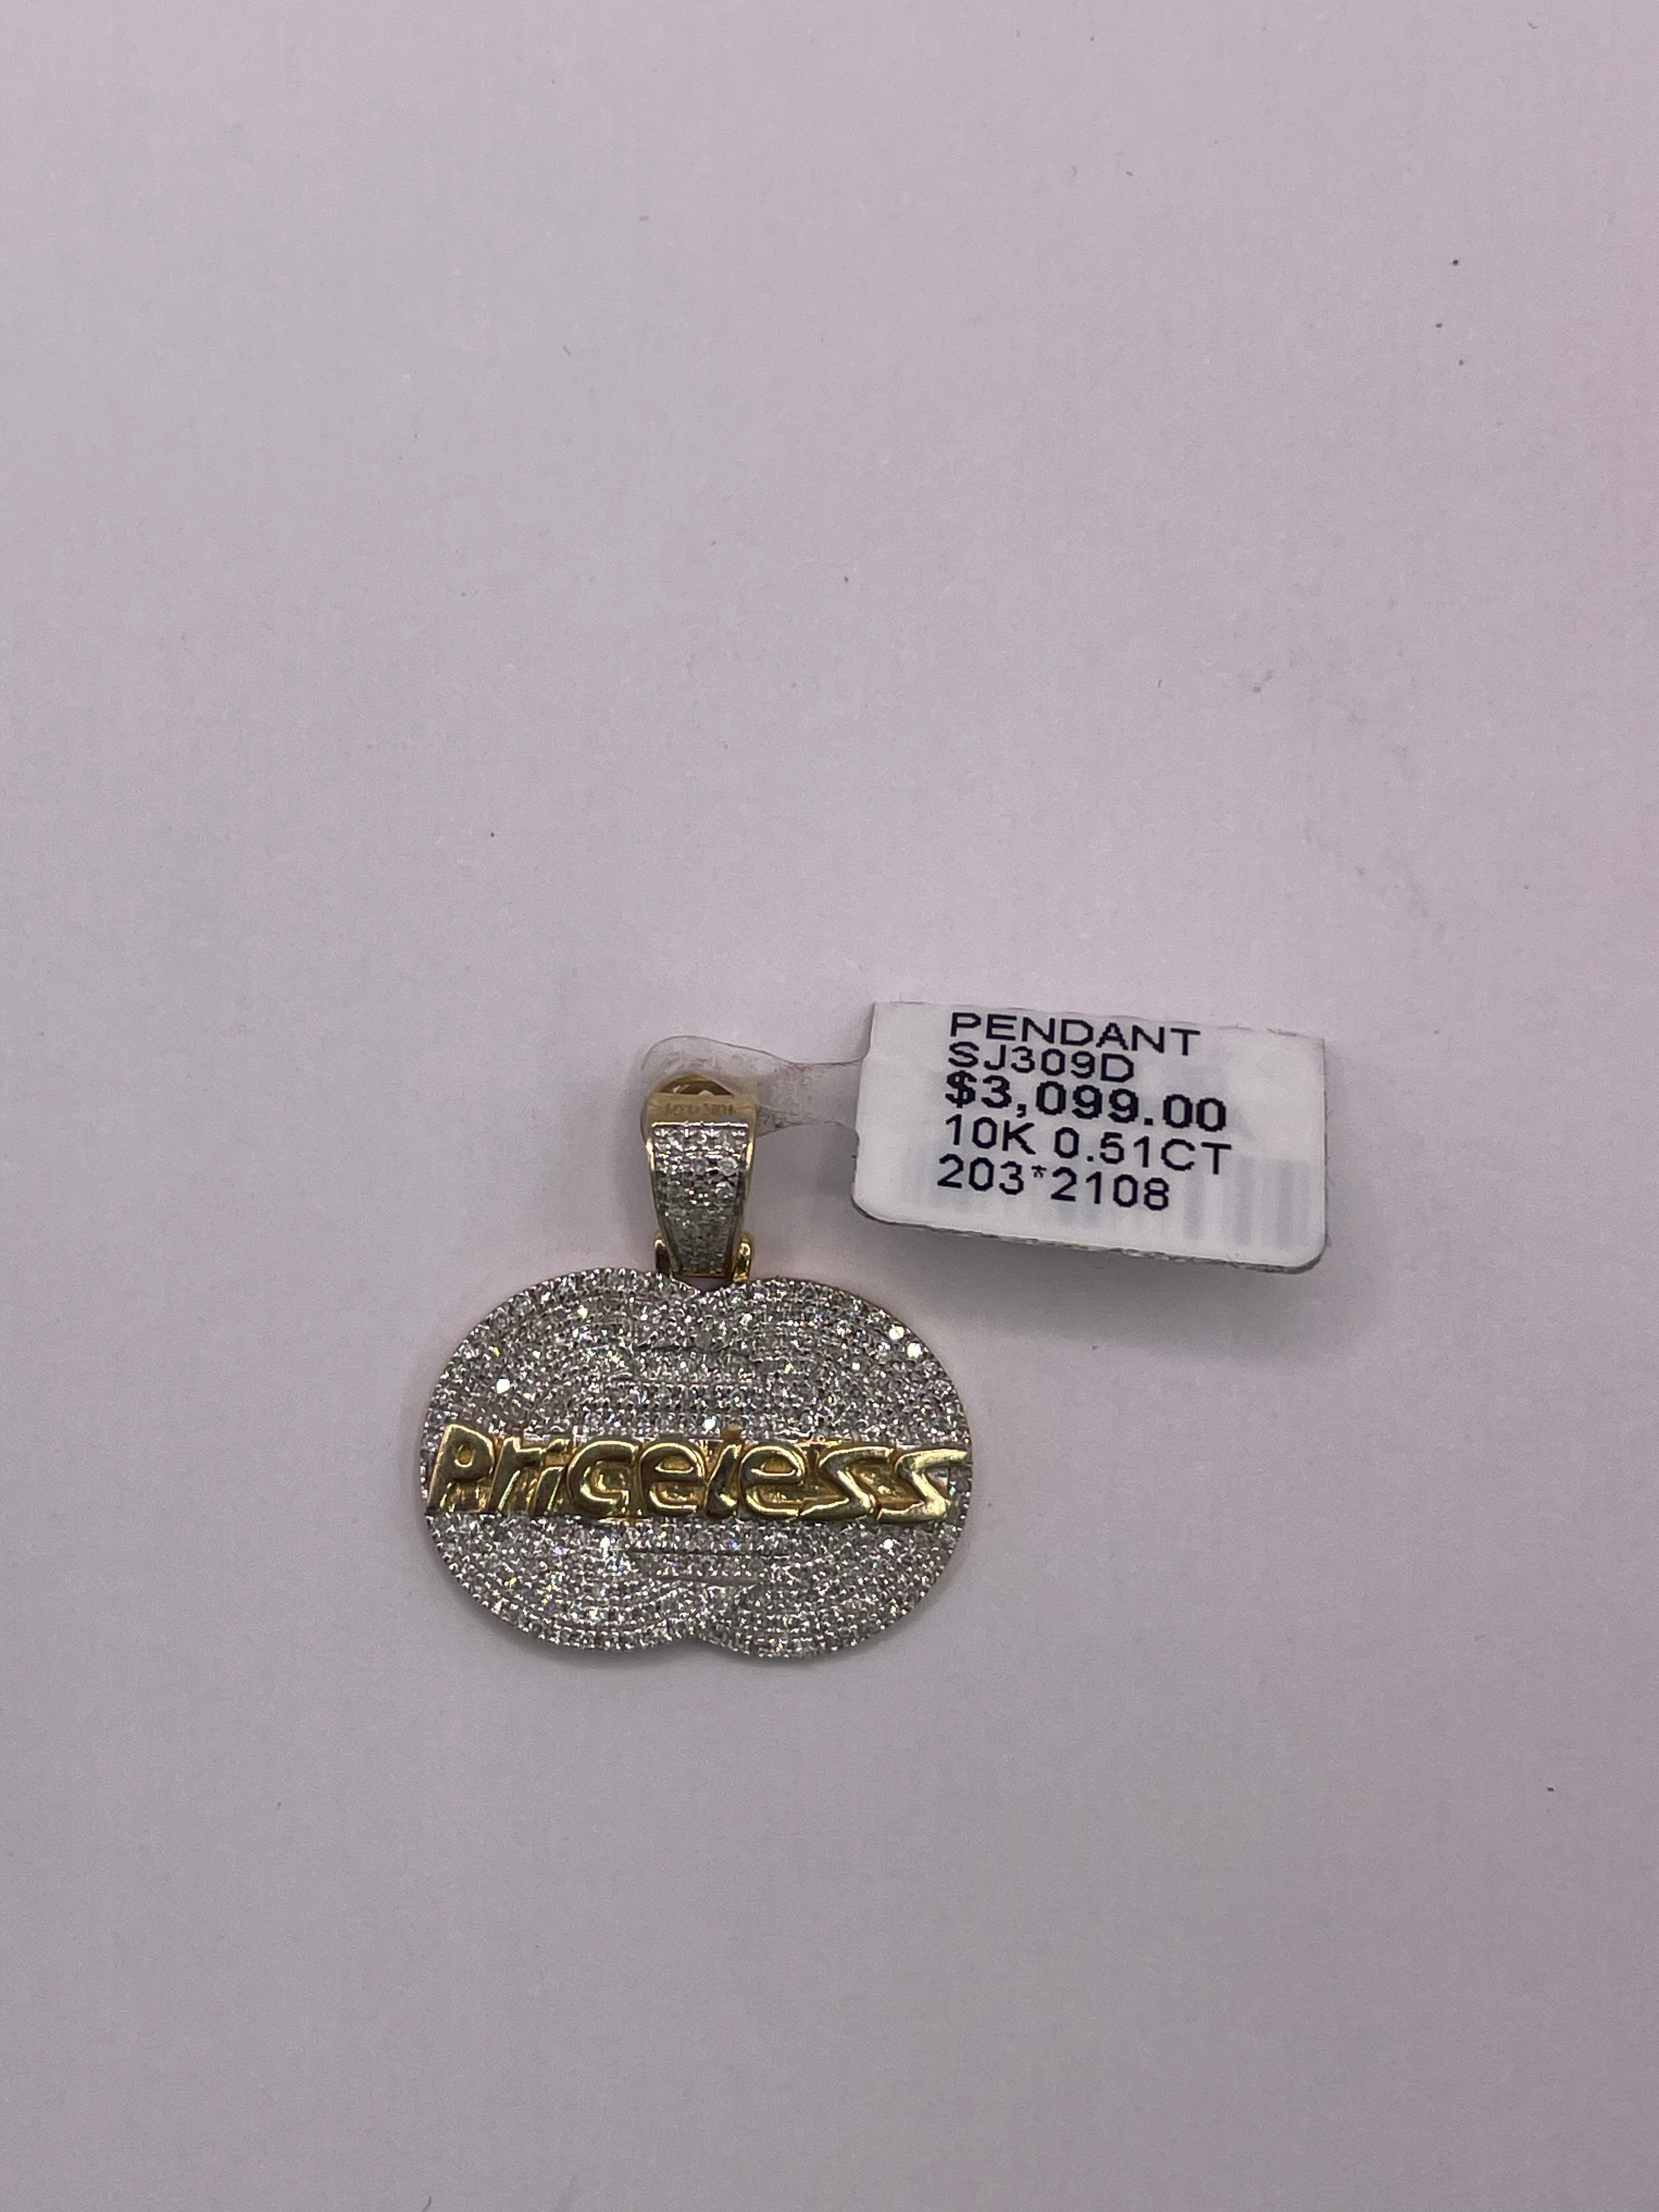 PENDANT
SJ309D
$3,099.00
10K 0.51CT
203*2108
Priceless